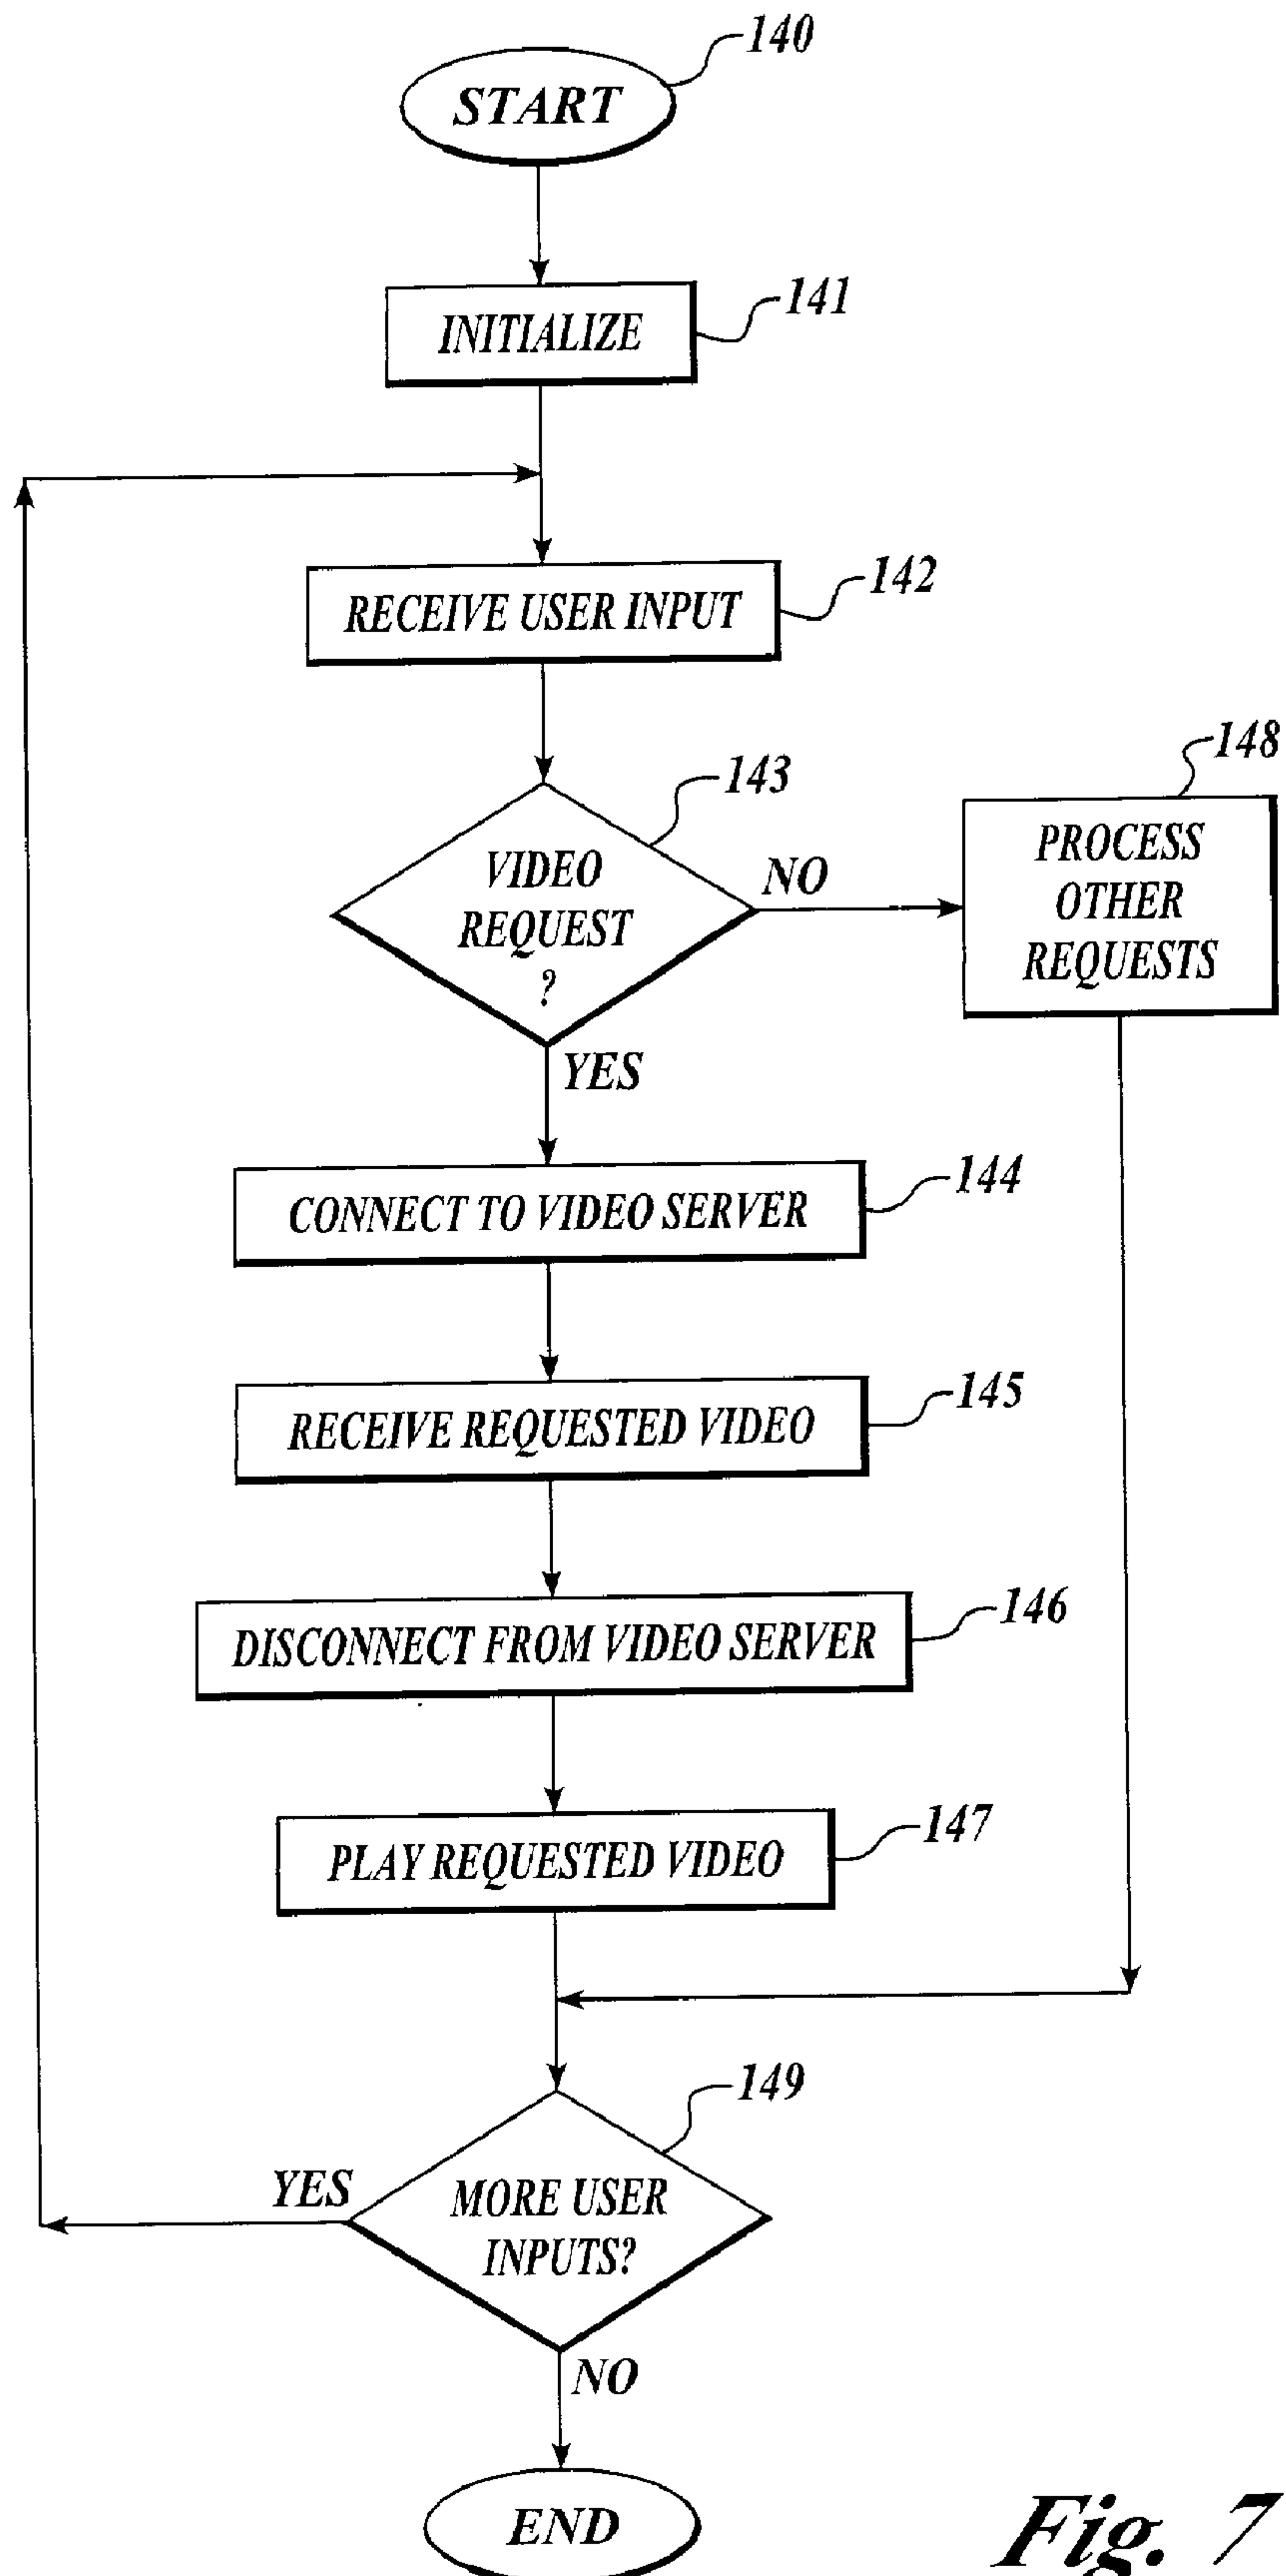 140
START
141
INITIALIZE
142
RECEIVE USER INPUT
143
VIDEO
REQUEST
?
NO
148
PROCESS
OTHER
REQUESTS
YES
144
CONNECT TO VIDEO SERVER
145
RECEIVE REQUESTED VIDEO
146
DISCONNECT FROM VIDEO SERVER
147
PLAY REQUESTED VIDEO
149
YES
MORE USER
INPUTS?
NO
END
Fig. 7